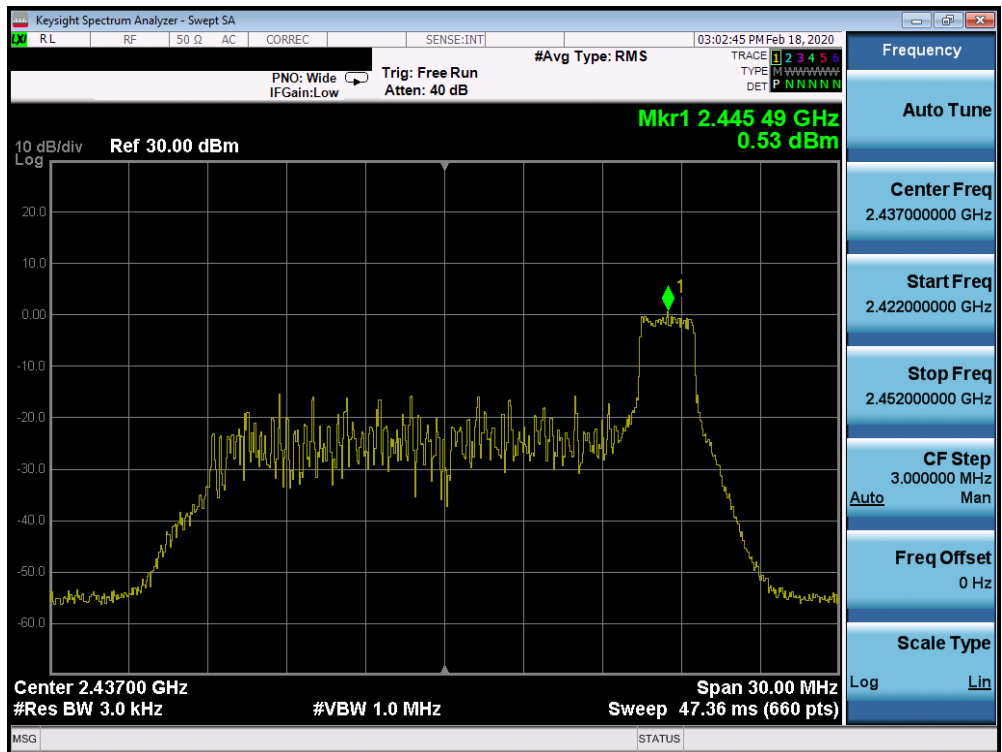 Keysight Spectrum Analyzer - Swept SA
LXI RL RF 50 Ω AC CORREC SENSE:INT 03:02:45 PM Feb 18, 2020
#Avg Type: RMS TRACE 1 2 3 4 5 6
PNO: Wide Trig: Free Run TYPE M WWWWW
IFGain:Low Atten: 40 dB DET P N N N N N
Mkr1 2.445 49 GHz
0.53 dBm
10 dB/div Ref 30.00 dBm
Log
20.0
10.0
1
0.00
-10.0
-20.0
-30.0
-40.0
-50.0
-60.0
Center 2.43700 GHz Span 30.00 MHz
#Res BW 3.0 kHz #VBW 1.0 MHz Sweep 47.36 ms (660 pts)
MSG STATUS
Frequency
Auto Tune
Center Freq
2.437000000 GHz
Start Freq
2.422000000 GHz
Stop Freq
2.452000000 GHz
CF Step
3.000000 MHz
Auto Man
Freq Offset
0 Hz
Scale Type
Log Lin